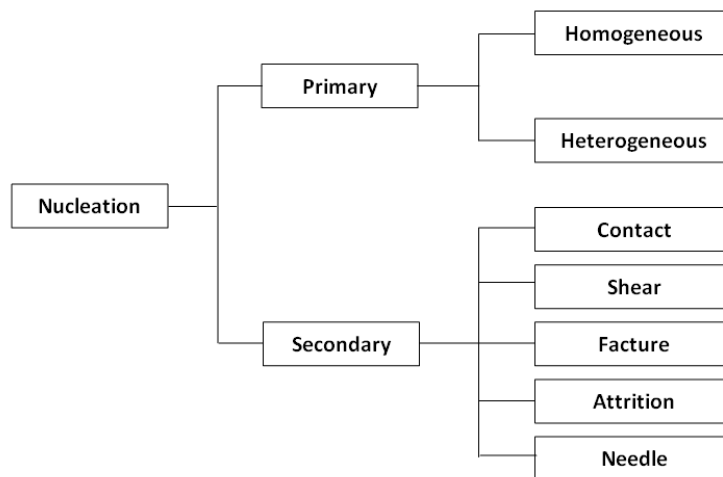 Homogeneous
Primary
Heterogeneous
Nucleation
Contact
Shear
Secondary
Facture
Attrition
Needle